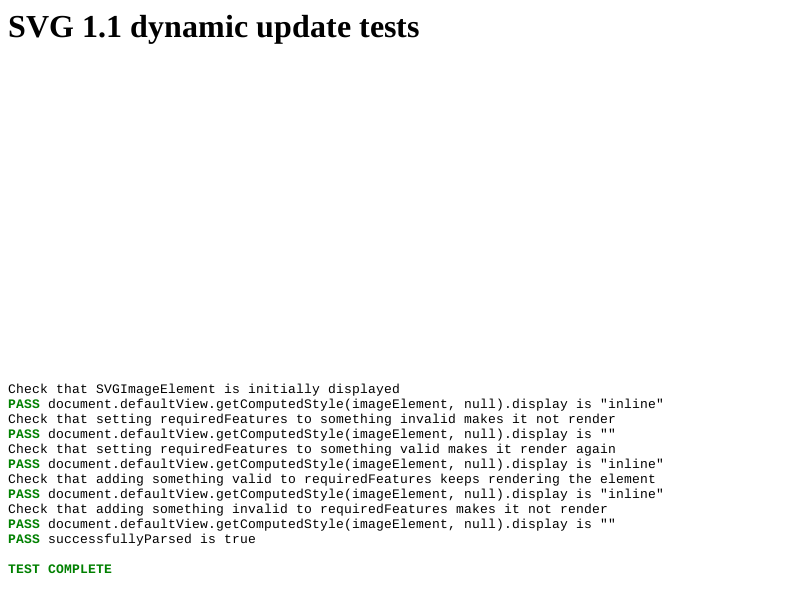 SVG 1.1 dynamic update tests
Check that SVGImageElement is initially displayed
PASS document.defaultView.getComputedStyle(imageElement, null).display is "inline"
Check that setting requiredFeatures to something invalid makes it not render
PASS document.defaultView.getComputedStyle(imageElement, null).display is ""
Check that setting requiredFeatures to something valid makes it render again
PASS document.defaultView.getComputedStyle(imageElement, null).display is "inline"
Check that adding something valid to requiredFeatures keeps rendering the element
PASS document.defaultView.getComputedStyle(imageElement, null).display is "inline"
Check that adding something invalid to requiredFeatures makes it not render
PASS document.defaultView.getComputedStyle(imageElement, null).display is ""
PASS successfullyParsed is true
TEST COMPLETE